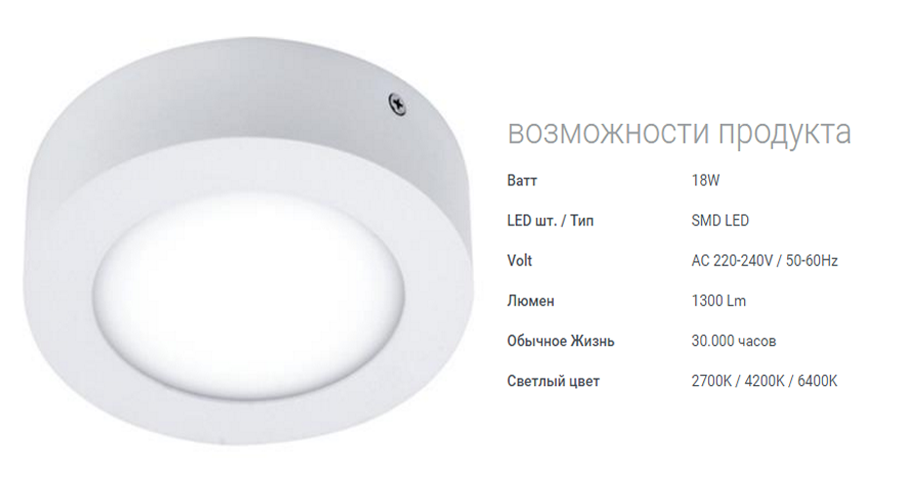 возможности продукта
Ватт 18W
LED шт. / Тип SMD LED
Volt AC 220-240V / 50-60Hz
Люмен 1300 Lm
Обычное Жизнь 30.000 часов
Светлый цвет 2700K / 4200K / 6400K